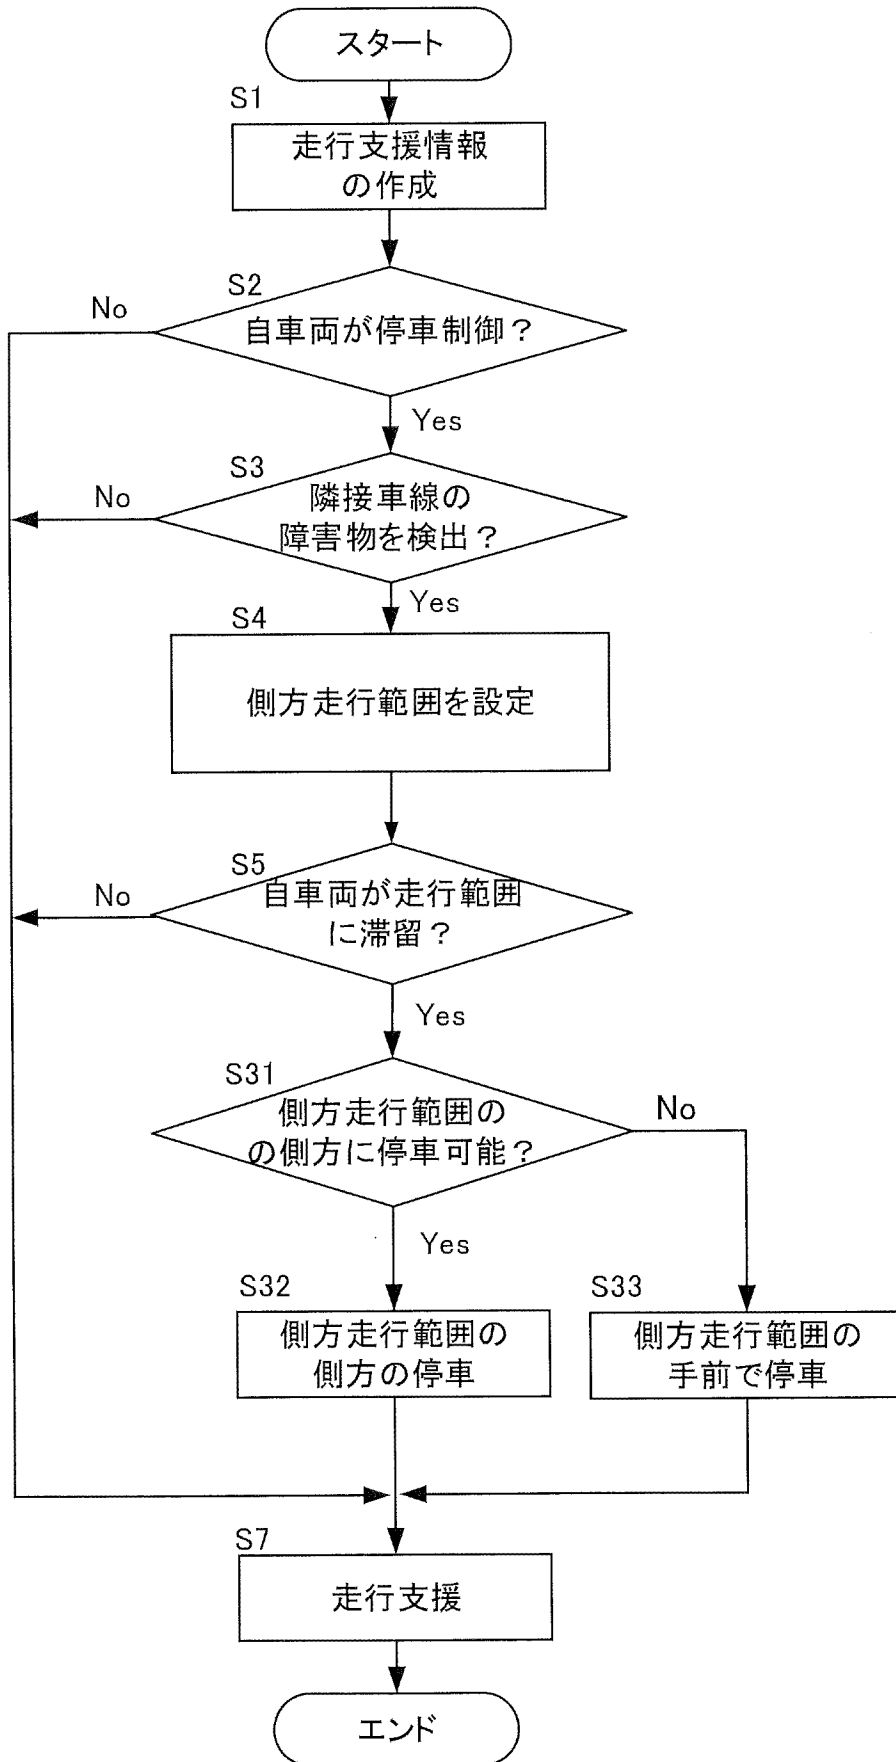 スタート
S1
走行支援情報
の作成
S2
No
自車両が停車制御？
Yes
S3
No
隣接車線の
障害物を検出？
Yes
S4
側方走行範囲を設定
S5
No
自車両が走行範囲
に滞留？
Yes
S31
側方走行範囲の
の側方に停車可能？
No
Yes
S32
側方走行範囲の
側方の停車
S33
側方走行範囲の
手前で停車
S7
走行支援
エンド